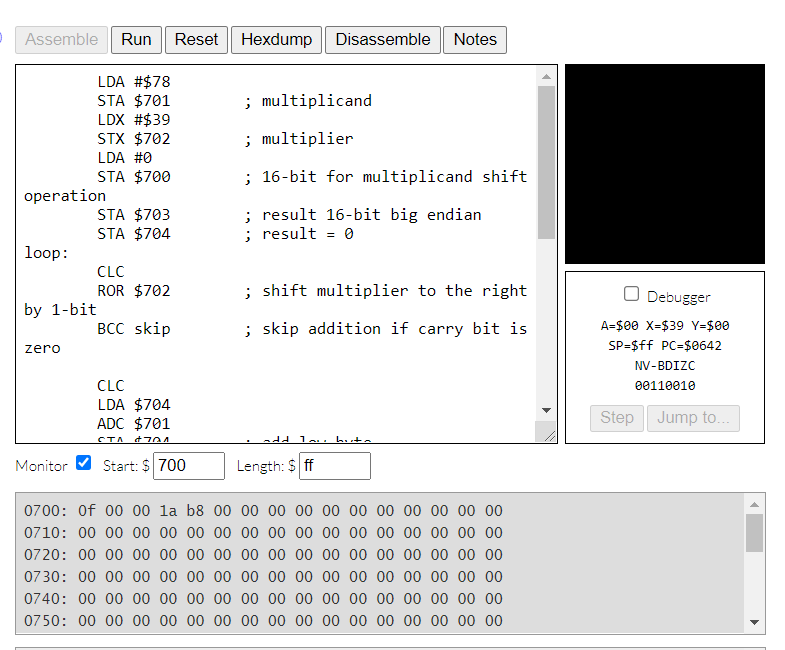 Assemble Run Reset Hexdump Disassemble Notes
LDA #$78
STA $701 ; multiplicand
LDX #$39
STX $702 ; multiplier
LDA #0
STA $700 ; 16-bit for multiplicand shift
operation
STA $703 ; result 16-bit big endian
STA $704 ; result = 0
loop:
CLC
ROR $702 ; shift multiplier to the right
by 1-bit
BCC skip ; skip addition if carry bit is
zero
CLC
LDA $704
ADC $701
STA $704 ; add low byte
Debugger
A=$00 X=$39 Y=$00
SP=$ff PC=$0642
NV-BDIZC
00110010
Step Jump to...
Monitor Start: $ 700 Length: $ ff
0700: 0f 00 00 1a b8 00 00 00 00 00 00 00 00 00 00 00
0710: 00 00 00 00 00 00 00 00 00 00 00 00 00 00 00 00
0720: 00 00 00 00 00 00 00 00 00 00 00 00 00 00 00 00
0730: 00 00 00 00 00 00 00 00 00 00 00 00 00 00 00 00
0740: 00 00 00 00 00 00 00 00 00 00 00 00 00 00 00 00
0750: 00 00 00 00 00 00 00 00 00 00 00 00 00 00 00 00